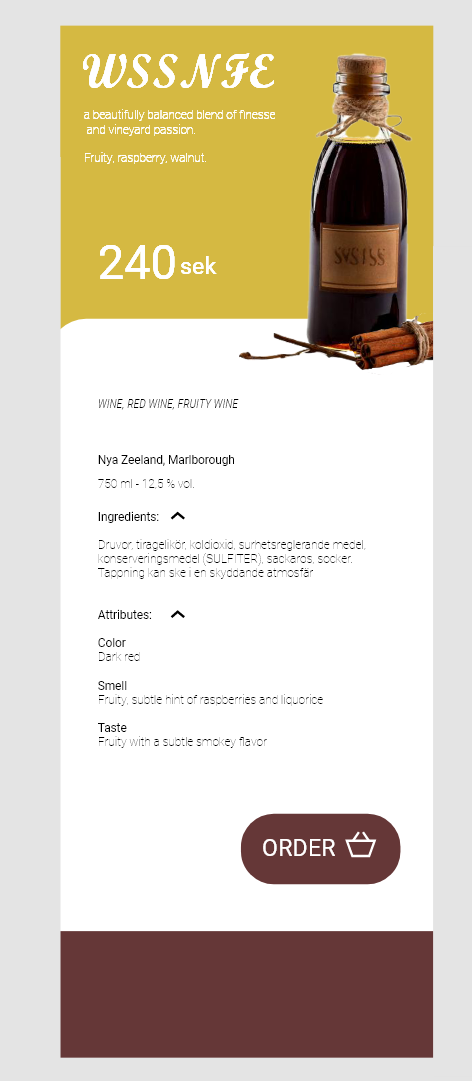 WSSNFE
a beautifully balanced blend of finesse
and vineyard passion.
Fruity, raspberry, walnut.
240 sek
WINE, RED WINE, FRUITY WINE
Nya Zeeland, Marlborough
750 ml - 12,5 % vol.
Ingredients:
Druvor, tiragelikör, koldioxid, surhetsreglerande medel,
konserveringsmedel (SULFITER), sackaros, socker.
Tappning kan ske i en skyddande atmosfär
Attributes:
Color
Dark red
Smell
Fruity, subtle hint of raspberries and liquorice
Taste
Fruity with a subtle smokey flavor
ORDER